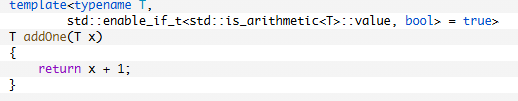 template<typename T,
        std::enable_if_t<std::is_arithmetic<T>::value, bool> = true>
T addOne(T x)
{
    return x + 1;
}